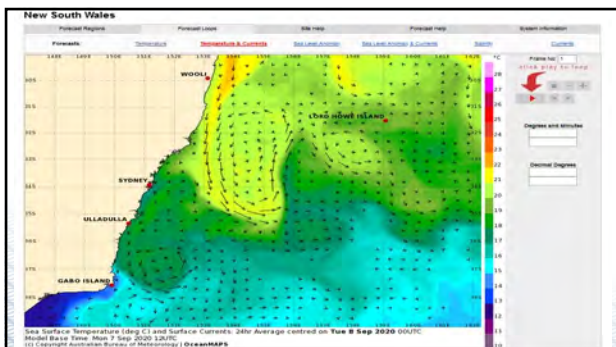 New South Wales
Forecast Regions Forecast Loops Site Help Forecast Help System Information
Forecasts: Temperature Temperature & Currents Sea Level Anomaly Sea Level Anomaly & Currents Salinity Currents
Frame No: 1
click play to loop
°C
WOOLI
LORD HOWE ISLAND
SYDNEY
ULLADULLA
GABO ISLAND
28
27
26
25
24
23
22
21
20
19
18
17
16
15
14
13
12
11
10
Degrees and Minutes
Decimal Degrees
Sea Surface Temperature (deg C) and Surface Currents. 24hr Average centred on Tue 8 Sep 2020 00UTC
Model Base Time: Mon 7 Sep 2020 12UTC
(c) Copyright Australian Bureau of Meteorology | OceanMAPS